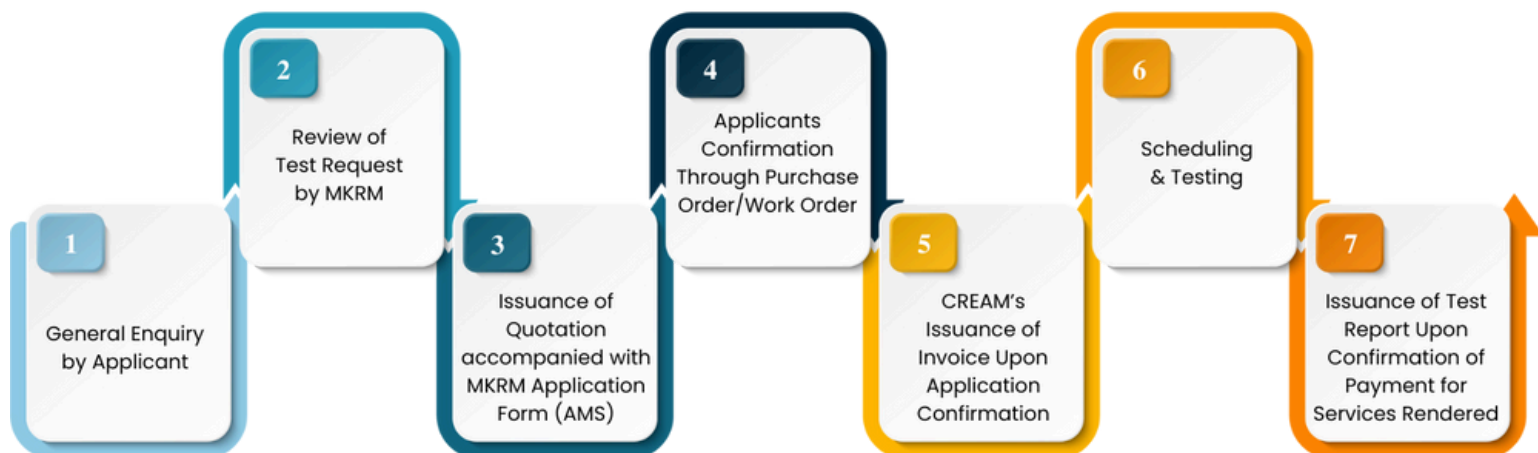 1
General Enquiry
by Applicant
2
Review of
Test Request
by MKRM
3
Issuance of
Quotation
accompanied with
MKRM Application
Form (AMS)
4
Applicants
Confirmation
Through Purchase
Order/Work Order
5
CREAM’s
Issuance of
Invoice Upon
Application
Confirmation
6
Scheduling
& Testing
7
Issuance of Test
Report Upon
Confirmation of
Payment for
Services Rendered